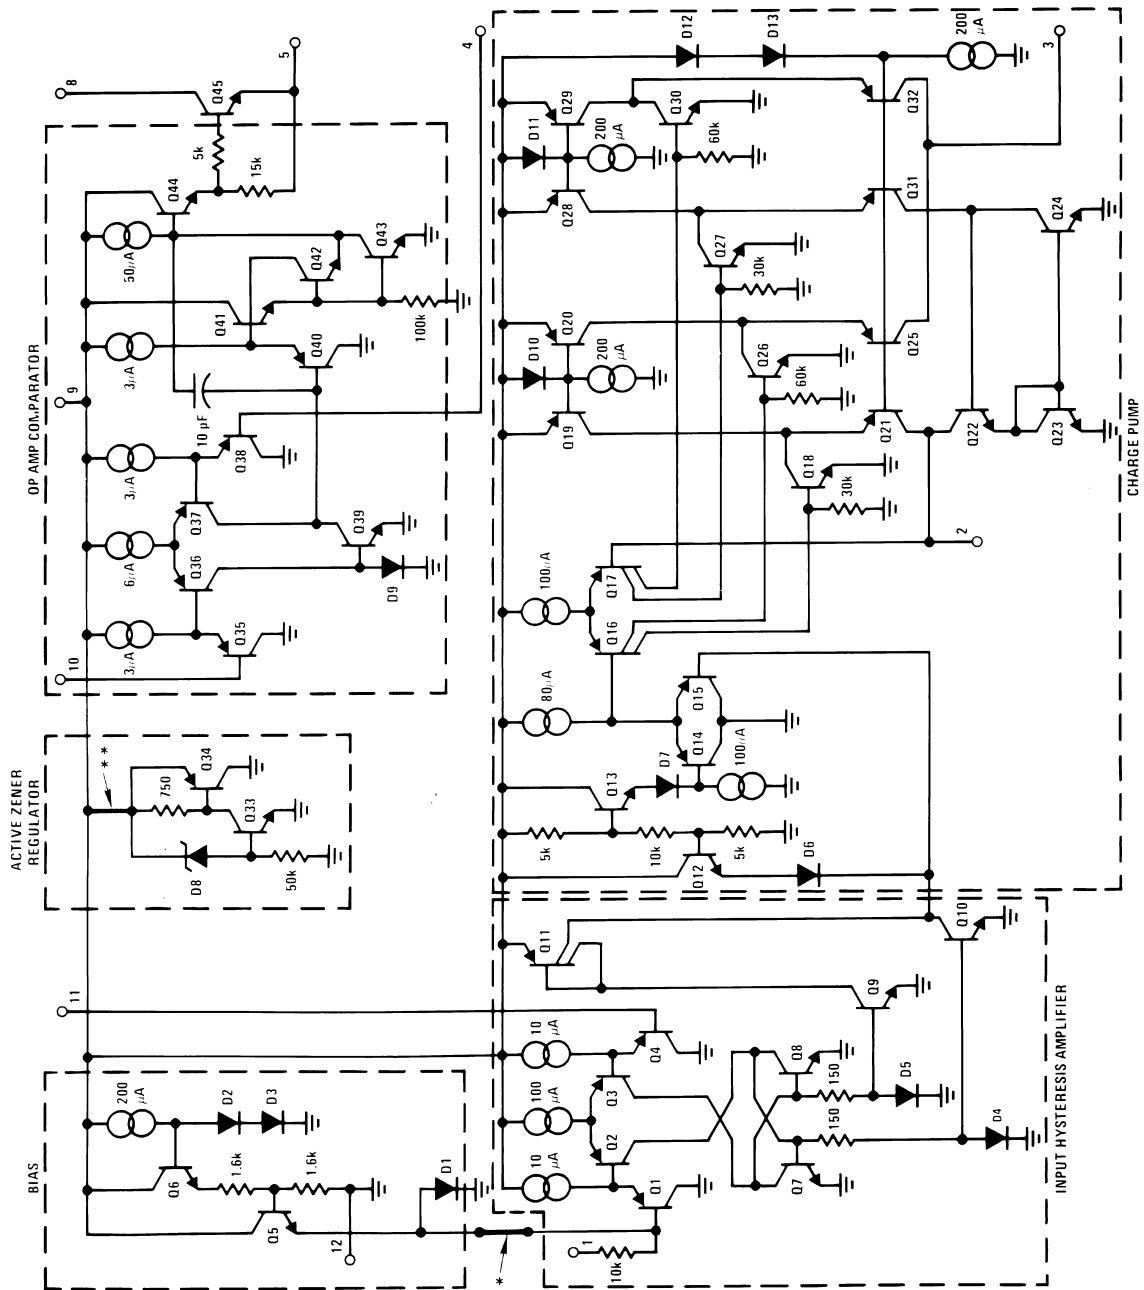 BIAS
200
μA
D2
D3
Q6
1.6k
1.6k
Q5
12
D1
*
ACTIVE ZENER
REGULATOR
**
D8
750
Q34
Q33
50k
11
OP AMP COMPARATOR
9
10
8
5
4
3μA
6μA
3μA
3μA
50μA
Q35
Q36
Q37
Q38
D9
Q39
10 μF
Q40
Q41
Q42
Q43
100k
Q44
5k
15k
Q45
INPUT HYSTERESIS AMPLIFIER
1
10k
10
μA
100
μA
10
μA
Q1
Q2
Q3
Q4
Q7
Q8
150
150
D4
D5
Q9
Q10
Q11
CHARGE PUMP
5k
10k
5k
Q12
D6
Q13
D7
100μA
Q14
Q15
80μA
100μA
Q16
Q17
2
Q18
30k
Q19
D10
200
μA
Q20
Q21
Q22
Q23
Q24
Q25
Q26
60k
Q27
30k
Q28
D11
200
μA
Q29
Q30
60k
Q31
Q32
D12
D13
200
μA
3